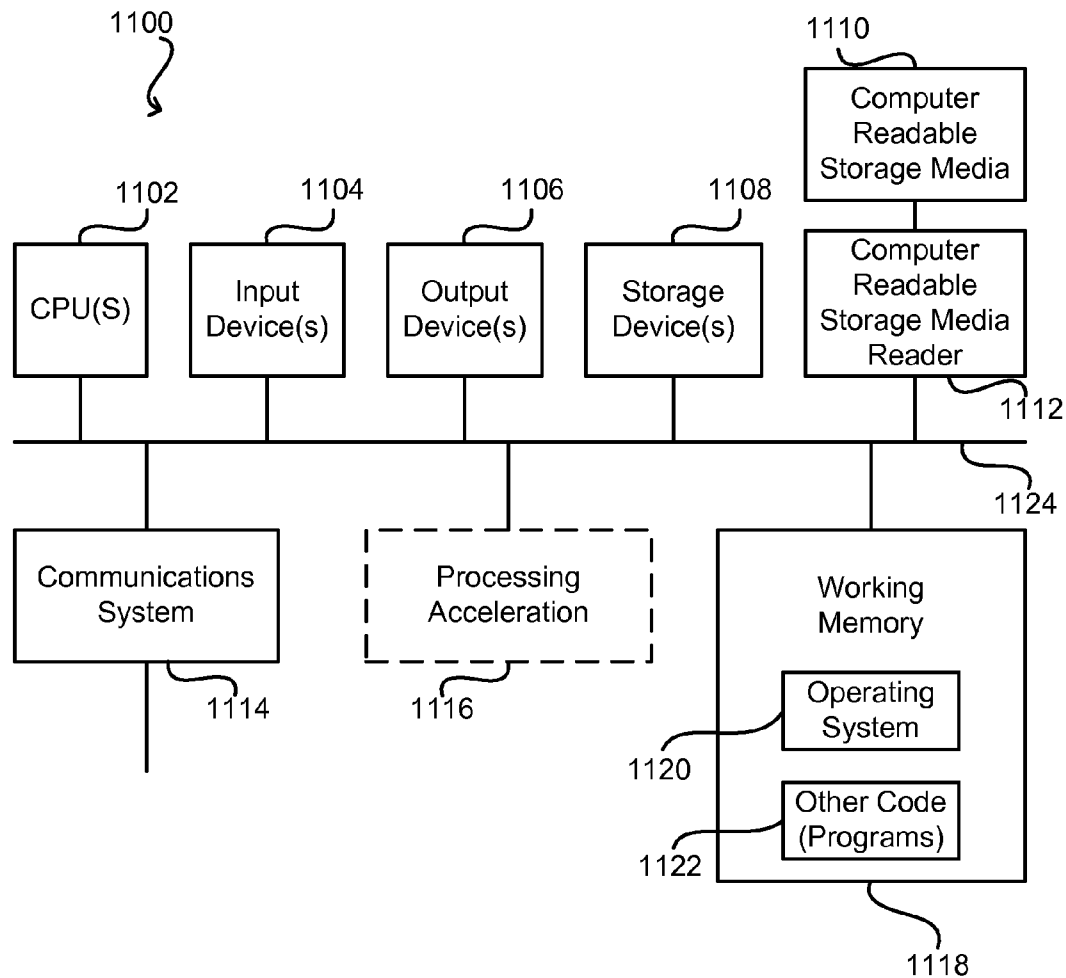 1100
1110
Computer
Readable
Storage Media
1102
1104
1106
1108
CPU(S)
Input
Device(s)
Output
Device(s)
Storage
Device(s)
Computer
Readable
Storage Media
Reader
1112
1124
Communications
System
1114
Processing
Acceleration
1116
Working
Memory
Operating
System
1120
Other Code
(Programs)
1122
1118